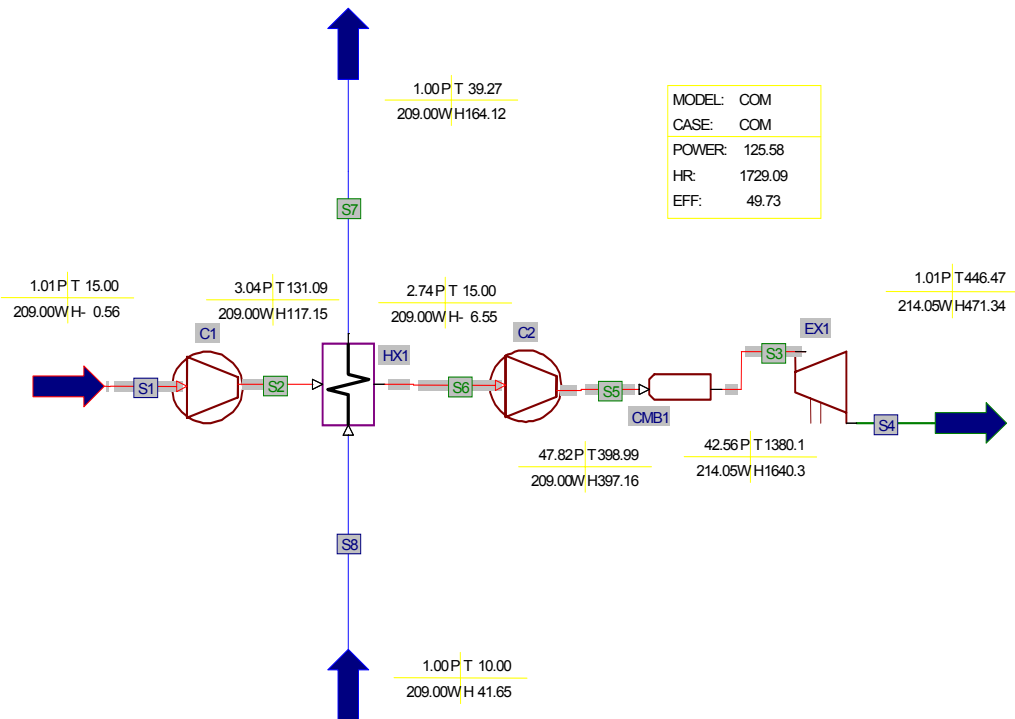 1.00 P T 39.27
209.00 W H 164.12
MODEL: COM
CASE: COM
POWER: 125.58
HR: 1729.09
EFF: 49.73
S7
1.01 P T 15.00
209.00 W H- 0.56
3.04 P T 131.09
209.00 W H 117.15
2.74 P T 15.00
209.00 W H- 6.55
1.01 P T 446.47
214.05 W H 471.34
C1
HX1
C2
EX1
S1
S2
S6
S5
CMB1
S3
S4
47.82 P T 398.99
209.00 W H 397.16
42.56 P T 1380.1
214.05 W H 1640.3
S8
1.00 P T 10.00
209.00 W H 41.65